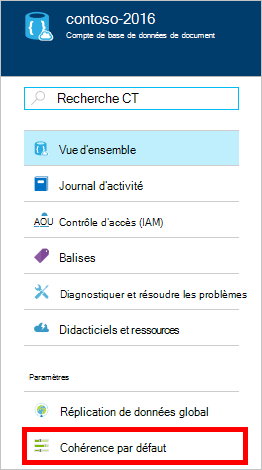 contoso-2016
Compte de base de données de document
Recherche CT
Vue d'ensemble
Journal d'activité
AOU Contrôle d'accès (IAM)
Balises
Diagnostiquer et résoudre les problèmes
Didacticiels et ressources
Paramètres
Réplication de données global
Cohérence par défaut